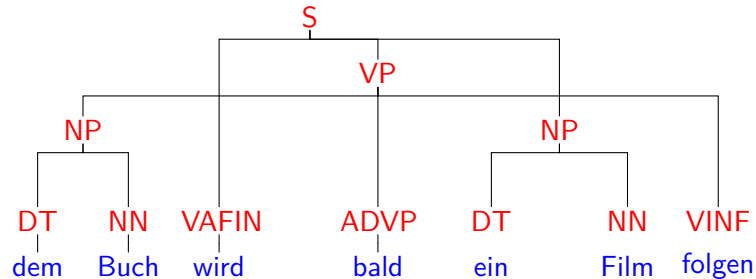 S
VP
NP NP
DT NN VAFIN ADVP DT NN VINF
dem Buch wird bald ein Film folgen